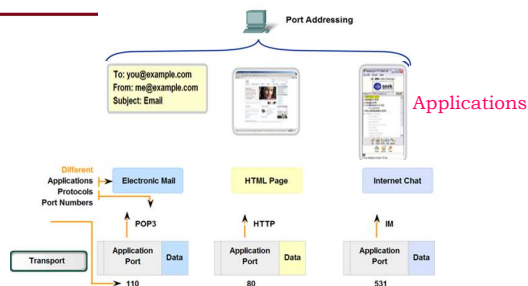 Port Addressing
To: you@example.com
From: me@example.com
Subject: Email
Applications
Different
Applications
Protocols
Port Numbers
Electronic Mail
HTML Page
Internet Chat
POP3
HTTP
IM
Transport
Application
Port
Data
Application
Port
Data
Application
Port
Data
110
80
531